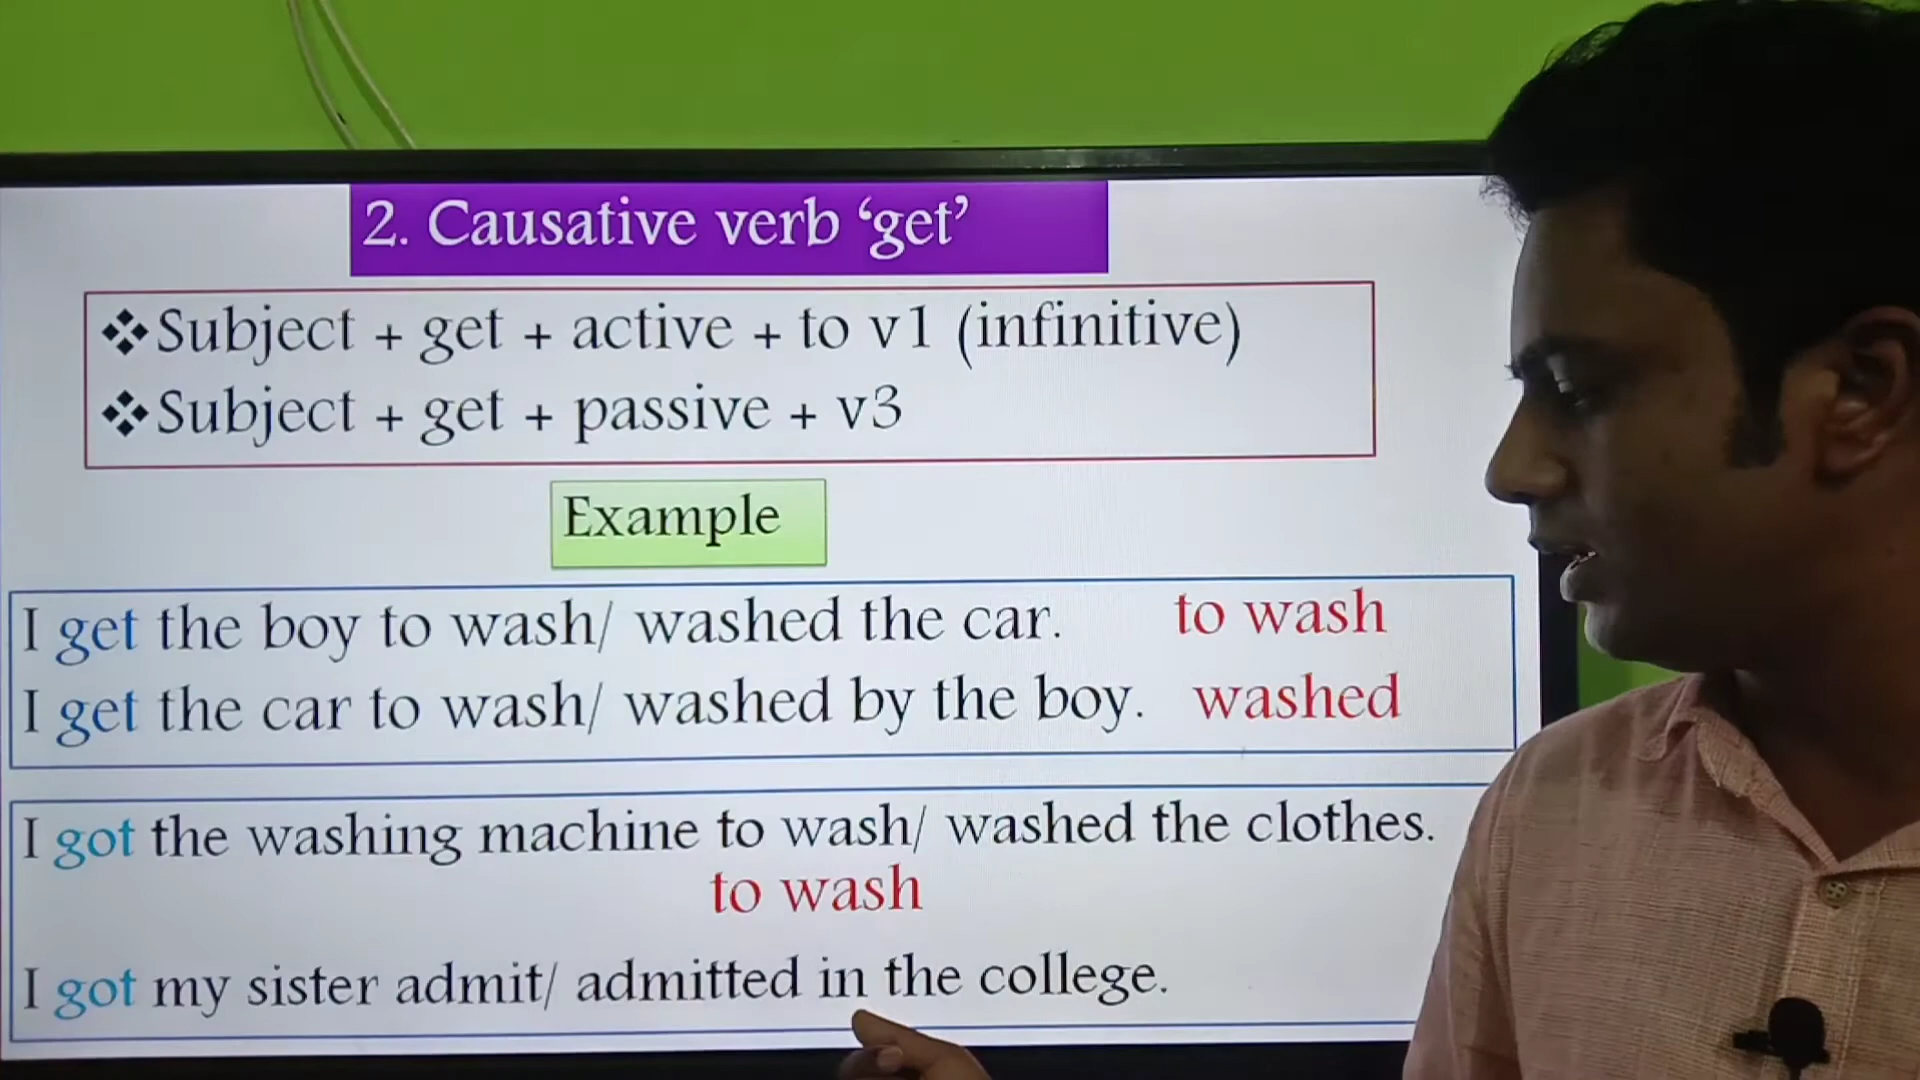 2. Causative verb ‘get’
❖Subject + get + active + to v1 (infinitive)
❖Subject + get + passive + v3
Example
I get the boy to wash/ washed the car. to wash
I get the car to wash/ washed by the boy. washed
I got the washing machine to wash/ washed the clothes.
to wash
I got my sister admit/ admitted in the college.